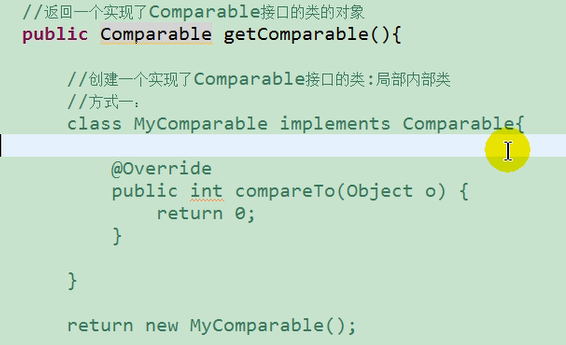 //返回一个实现了Comparable接口的类的对象
public Comparable getComparable(){
//创建一个实现了Comparable接口的类:局部内部类
//方式一:
class MyComparable implements Comparable{
@Override
public int compareTo(Object o) {
return 0;
}
}
return new MyComparable();